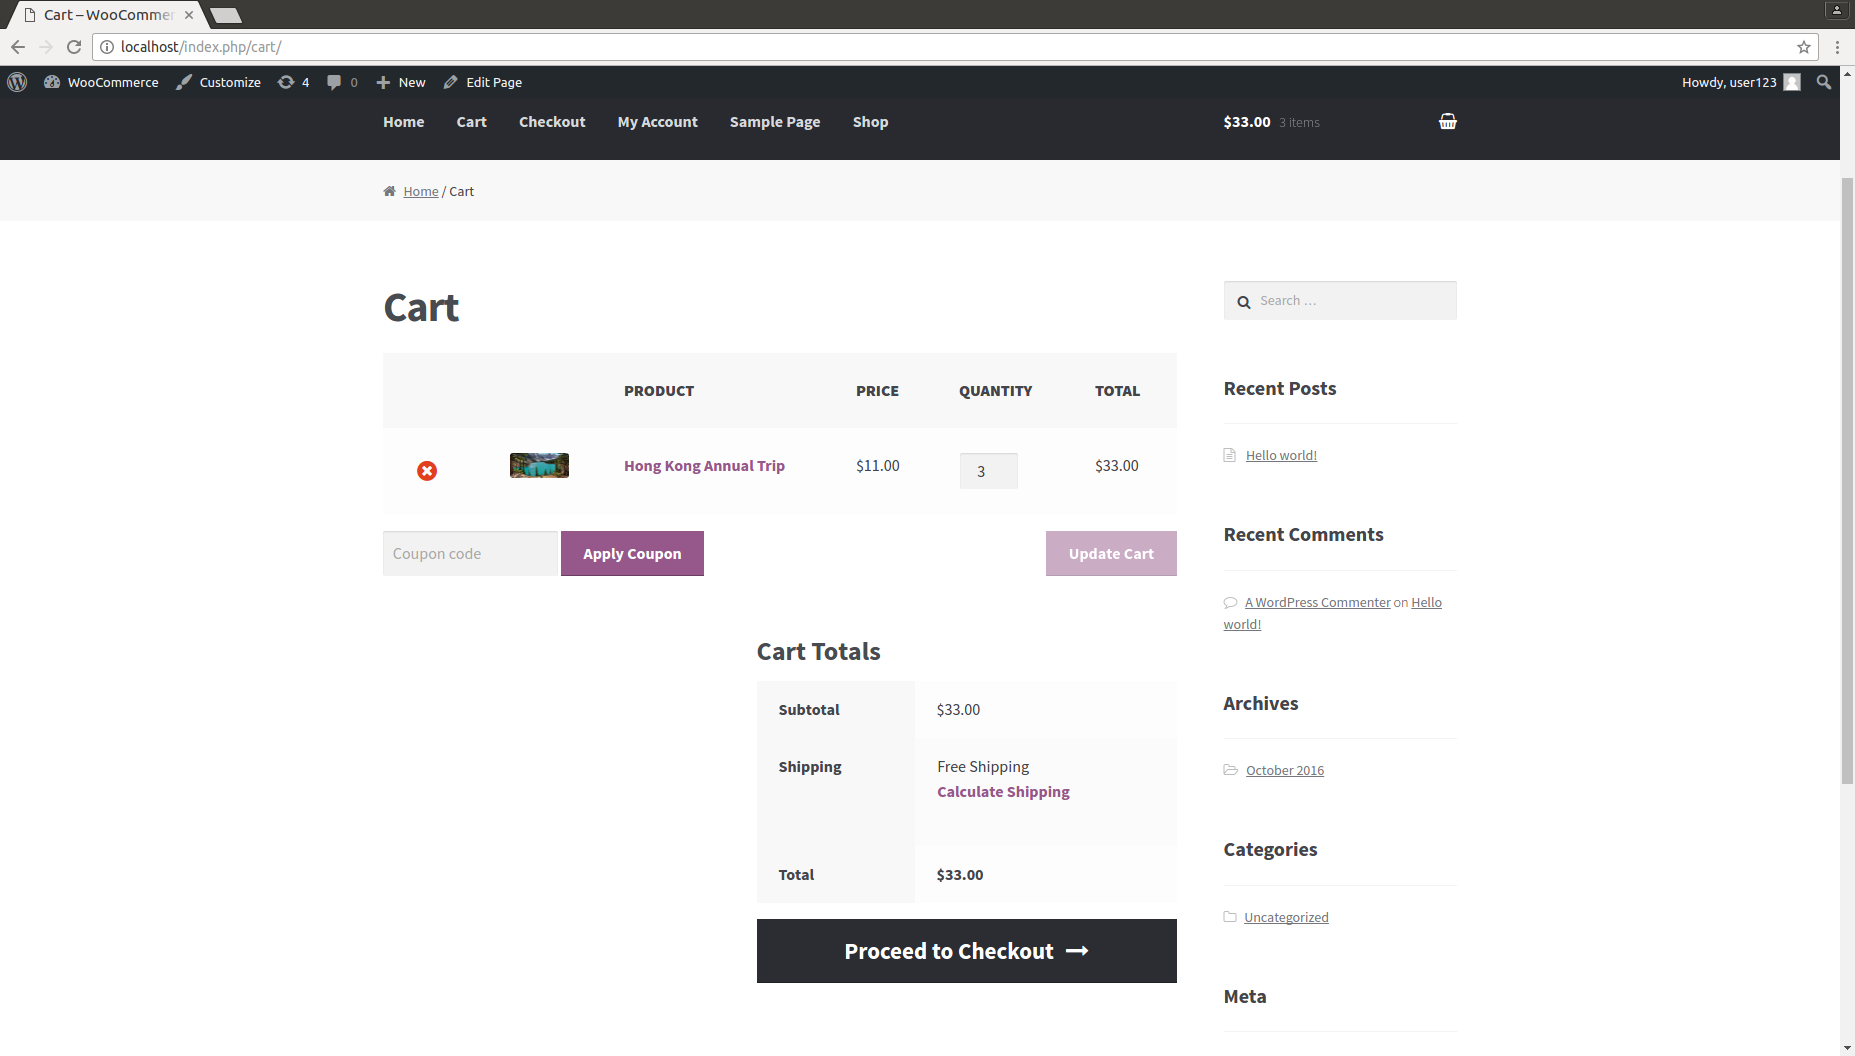 Cart – WooCommer
localhost/index.php/cart/
WooCommerce Customize 4 0 New Edit Page Howdy, user123
Home Cart Checkout My Account Sample Page Shop $33.00 3 items
Home / Cart
Cart
Search …
PRODUCT PRICE QUANTITY TOTAL
Hong Kong Annual Trip $11.00 3 $33.00
Coupon code Apply Coupon Update Cart
Cart Totals
Subtotal $33.00
Shipping Free Shipping
Calculate Shipping
Total $33.00
Proceed to Checkout →
Recent Posts
Hello world!
Recent Comments
A WordPress Commenter on Hello
world!
Archives
October 2016
Categories
Uncategorized
Meta